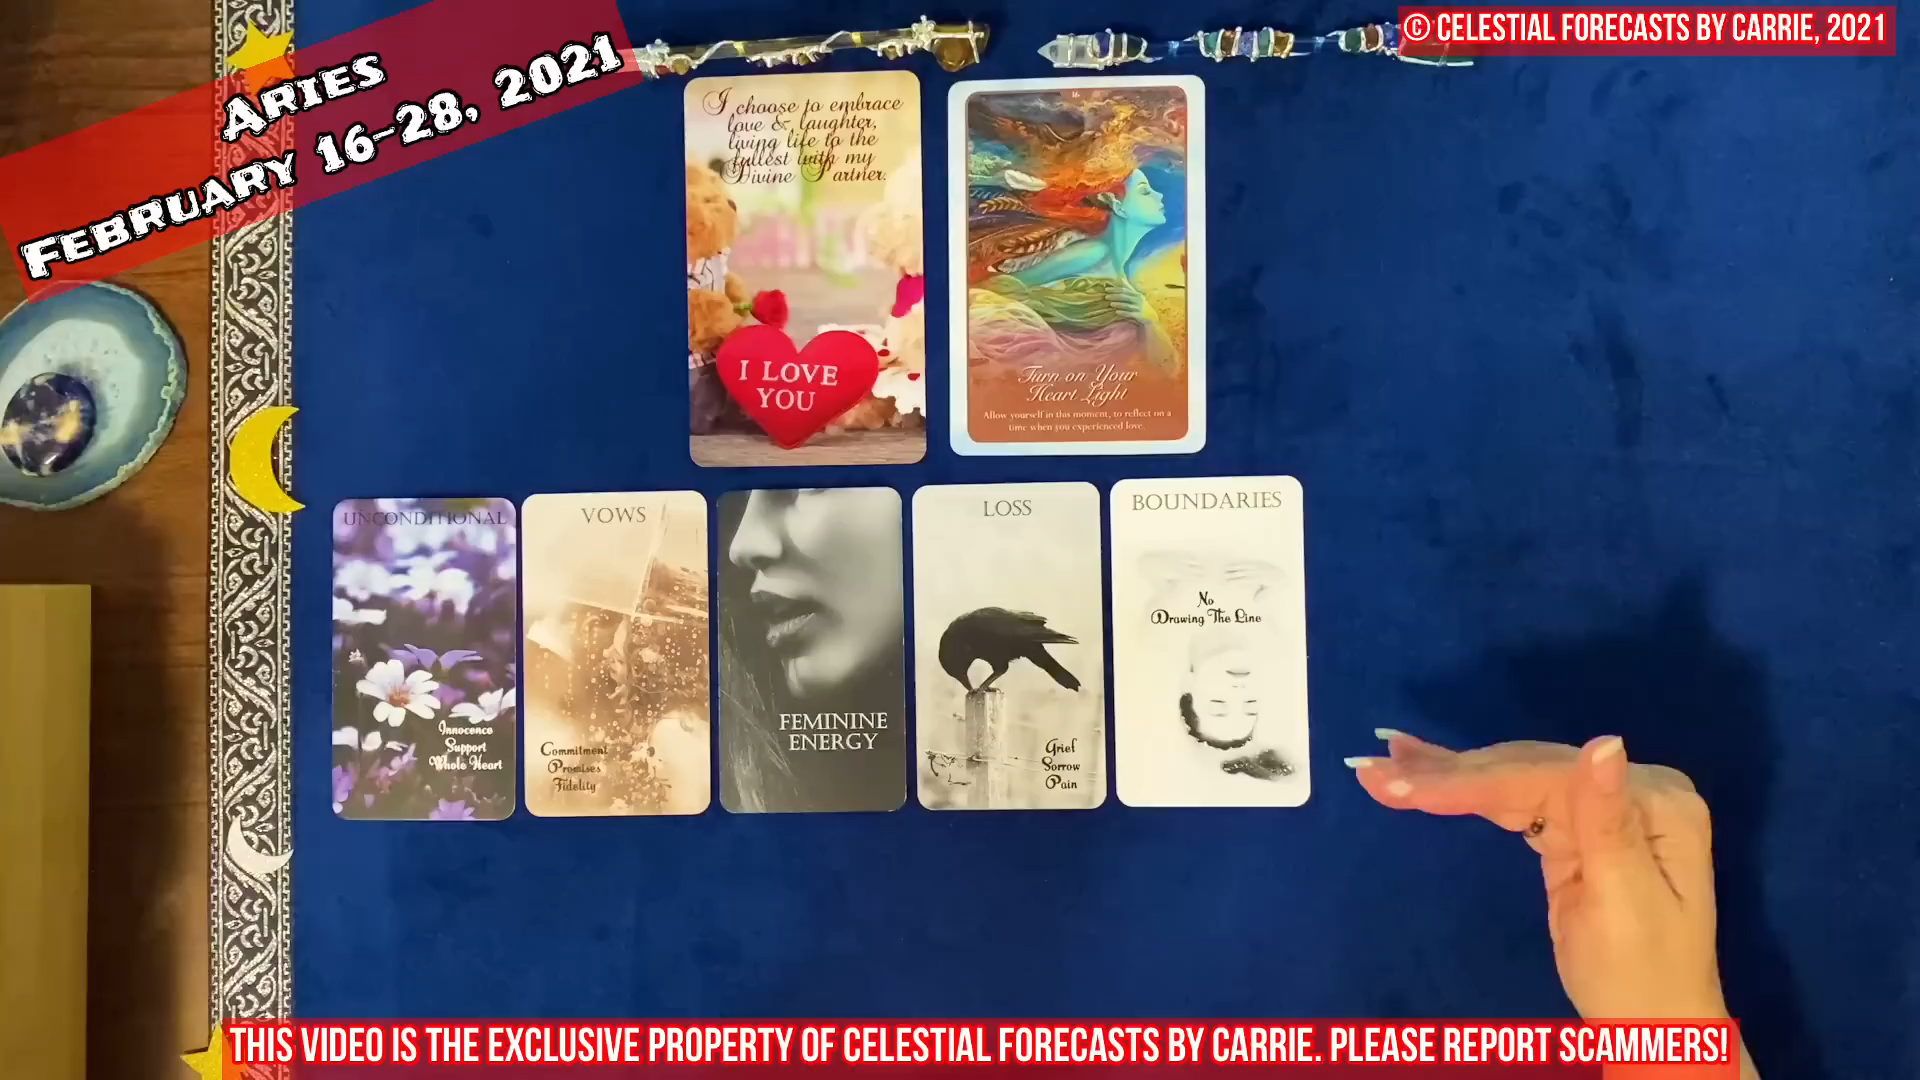 © CELESTIAL FORECASTS BY CARRIE, 2021
ARIES
FEBRUARY 16-28, 2021
I choose to embrace
love & laughter,
living life to the
fullest with my
Divine Partner.
I LOVE
YOU
16
Turn on Your
Heart Light
Allow yourself in this moment, to reflect on a
time when you experienced love.
UNCONDITIONAL
Innocence
Support
Whole Heart
VOWS
Commitment
Promises
Fidelity
FEMININE
ENERGY
LOSS
Grief
Sorrow
Pain
BOUNDARIES
No
Drawing The Line
THIS VIDEO IS THE EXCLUSIVE PROPERTY OF CELESTIAL FORECASTS BY CARRIE. PLEASE REPORT SCAMMERS!